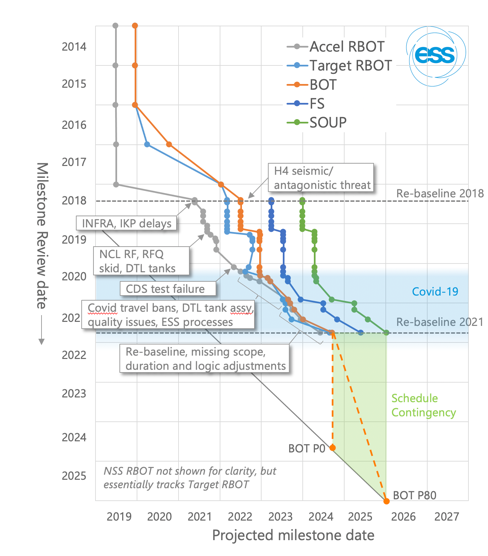 Accel RBOT
Target RBOT
BOT
FS
SOUP
ess
2014
2015
2016
2017
2018
2019
2020
202
2022
2023
2024
2025
Milestone Review date
H4 seismic/
antagonistic threat
Re-baseline 2018
INFRA, IKP delays
NCL RF, RFQ
skid, DTL tanks
CDS test failure
Covid-19
Covid travel bans, DTL tank assy,
quality issues, ESS processes
Re-baseline 2021
Re-baseline, missing scope,
duration and logic adjustments
Schedule
Contingency
BOT P0
NSS RBOT not shown for clarity, but
essentially tracks Target RBOT
BOT P80
2019
2020
2021
2022
2023
2024
2025
2026
2027
Projected milestone date